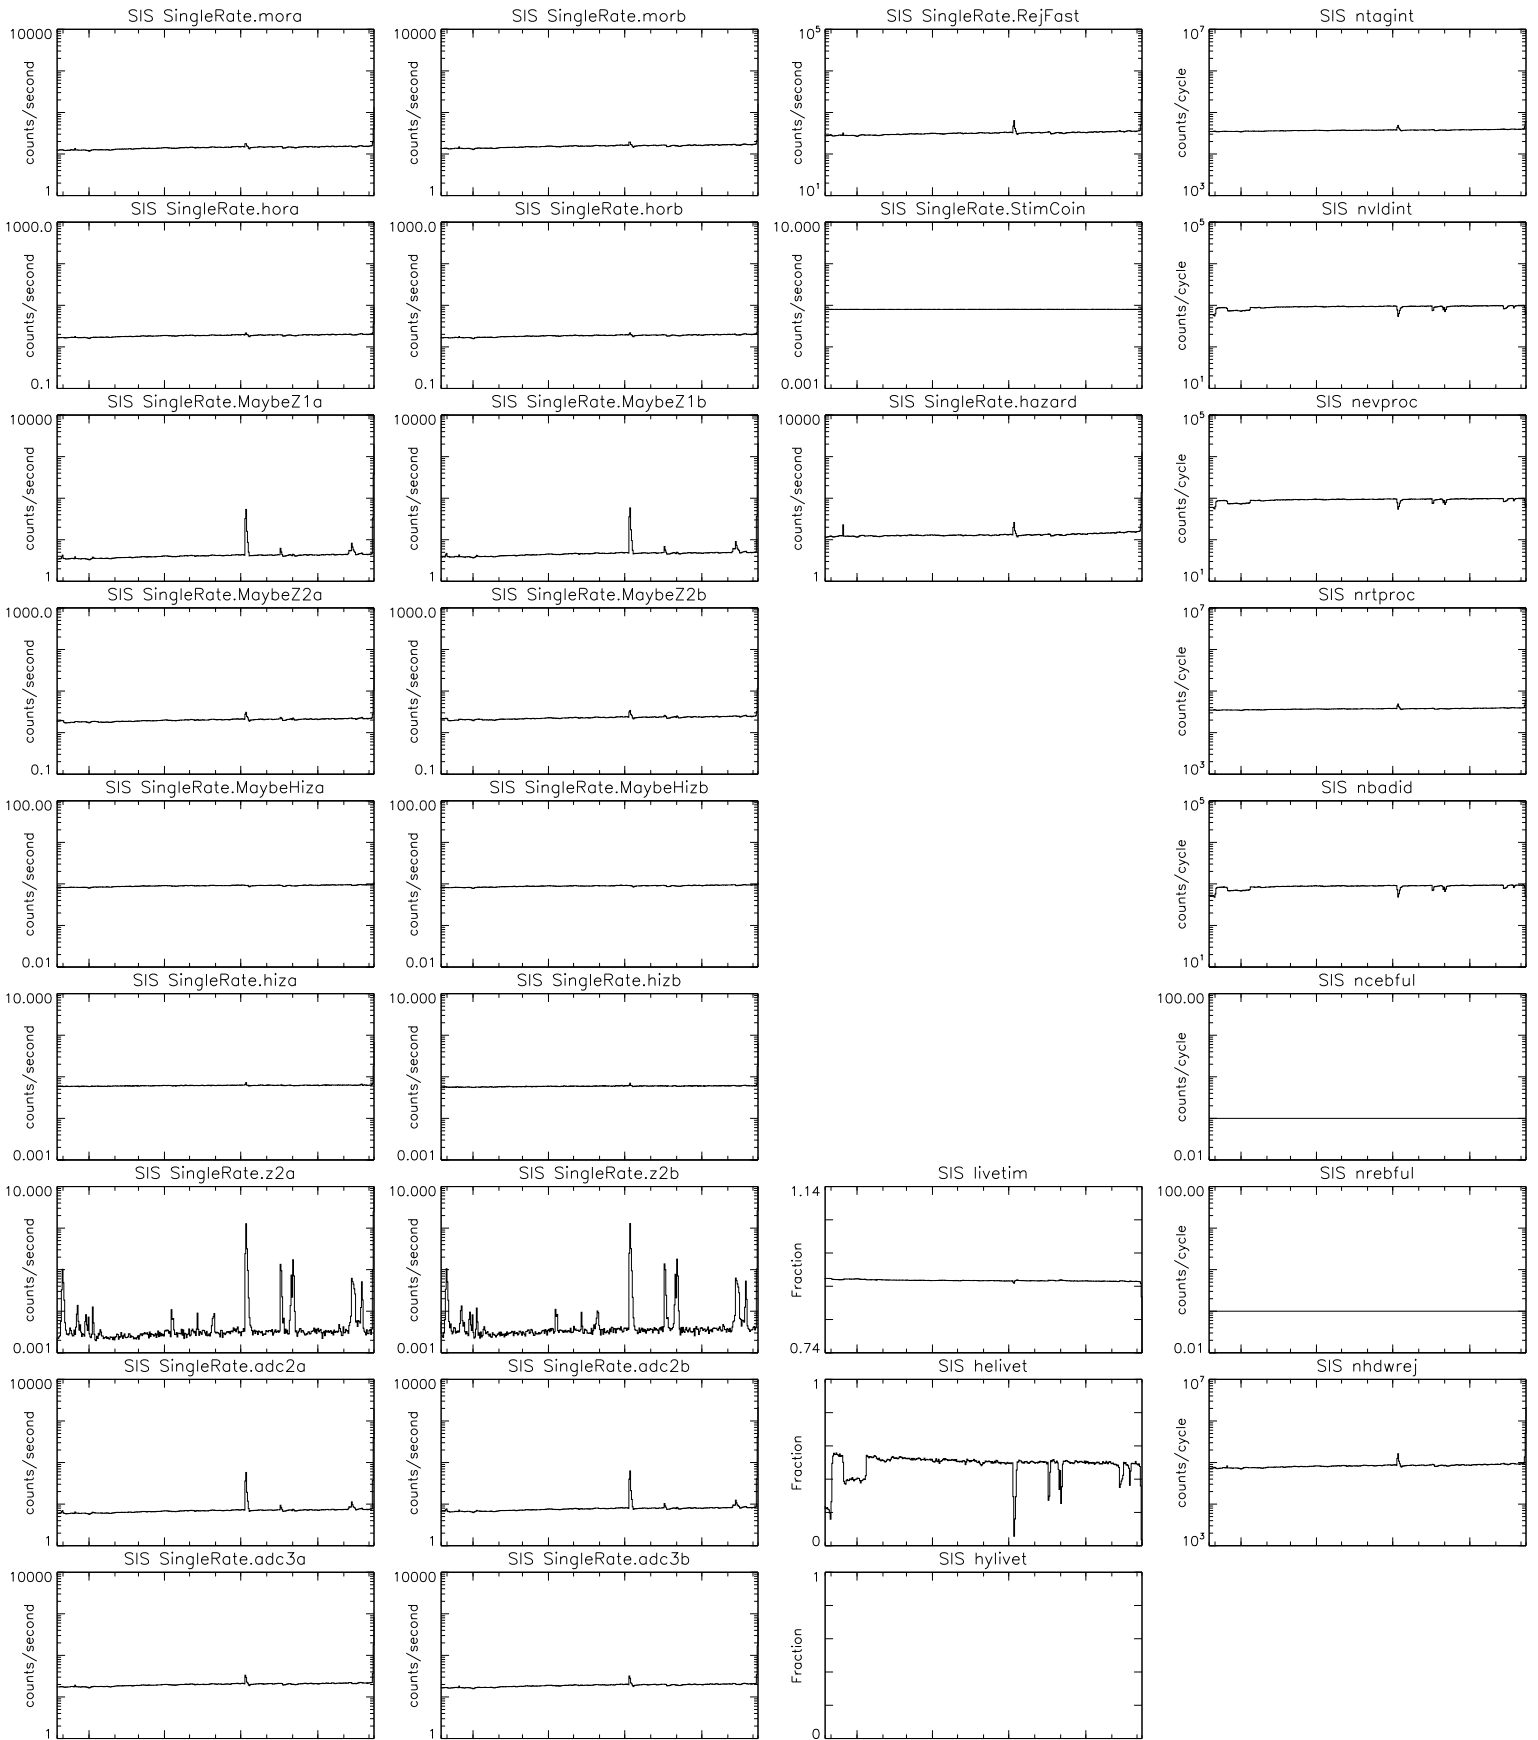 SIS SingleRate.mora SIS SingleRate.morb SIS SingleRate.RejFast SIS ntagint
10000 10000 10^5 10^7
counts/second counts/second counts/second counts/cycle
1 1 10^1 10^3
SIS SingleRate.hora SIS SingleRate.horb SIS SingleRate.StimCoin SIS nvldint
1000.0 1000.0 10.000 10^5
counts/second counts/second counts/second counts/cycle
0.1 0.1 0.001 10^1
SIS SingleRate.MaybeZ1a SIS SingleRate.MaybeZ1b SIS SingleRate.hazard SIS nevproc
10000 10000 10000 10^5
counts/second counts/second counts/second counts/cycle
1 1 1 10^1
SIS SingleRate.MaybeZ2a SIS SingleRate.MaybeZ2b SIS nrtproc
1000.0 1000.0 10^7
counts/second counts/second counts/cycle
0.1 0.1 10^3
SIS SingleRate.MaybeHiza SIS SingleRate.MaybeHizb SIS nbadid
100.00 100.00 10^5
counts/second counts/second counts/cycle
0.01 0.01 10^1
SIS SingleRate.hiza SIS SingleRate.hizb SIS ncebful
10.000 10.000 100.00
counts/second counts/second counts/cycle
0.001 0.001 0.01
SIS SingleRate.z2a SIS SingleRate.z2b SIS livetim SIS nrebful
10.000 10.000 1.14 100.00
counts/second counts/second Fraction counts/cycle
0.001 0.001 0.74 0.01
SIS SingleRate.adc2a SIS SingleRate.adc2b SIS helivet SIS nhdwrej
10000 10000 1 10^7
counts/second counts/second Fraction counts/cycle
1 1 0 10^3
SIS SingleRate.adc3a SIS SingleRate.adc3b SIS hylivet
10000 10000 1
counts/second counts/second Fraction
1 1 0